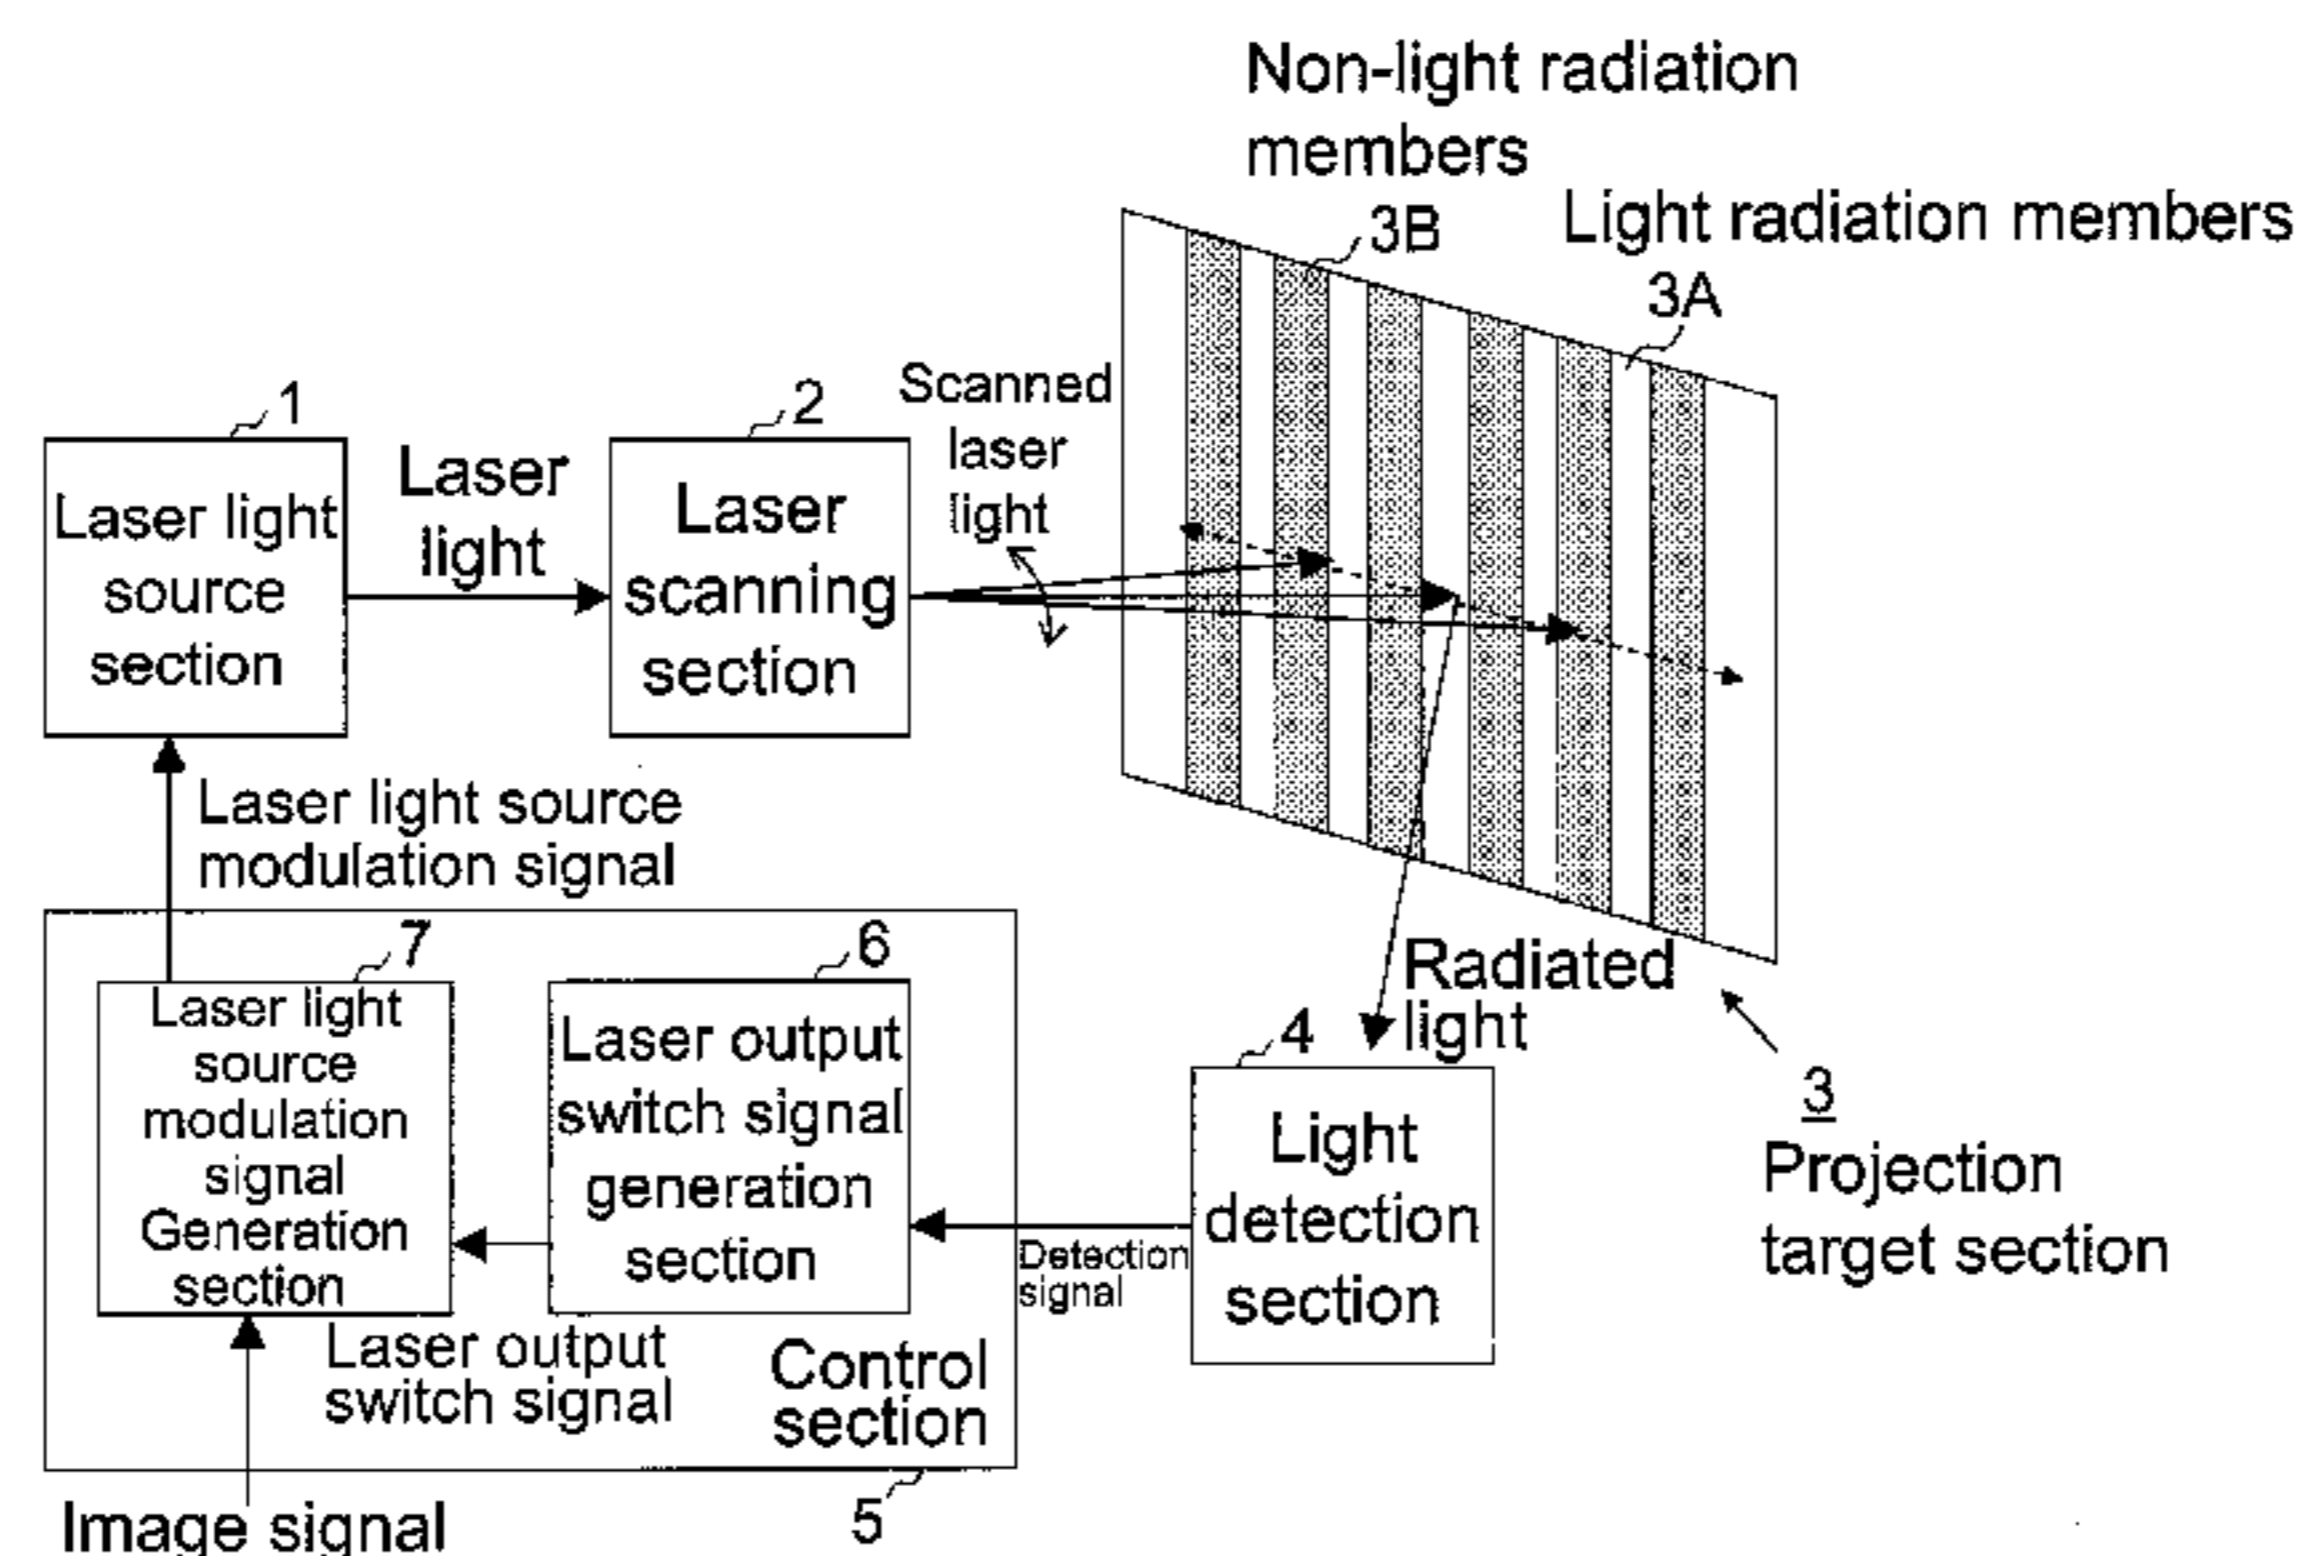 Non-light radiation
members
3B
Light radiation members
3A
1
Laser light
source
section
Laser
light
2
Laser
scanning
section
Scanned
laser
light
Laser light source
modulation signal
7
Laser light
source
modulation
signal
Generation
section
6
Laser output
switch signal
generation
section
Laser output
switch signal
Control
section
5
Image signal
Detection
signal
4
Light
detection
section
Radiated
light
3
Projection
target section